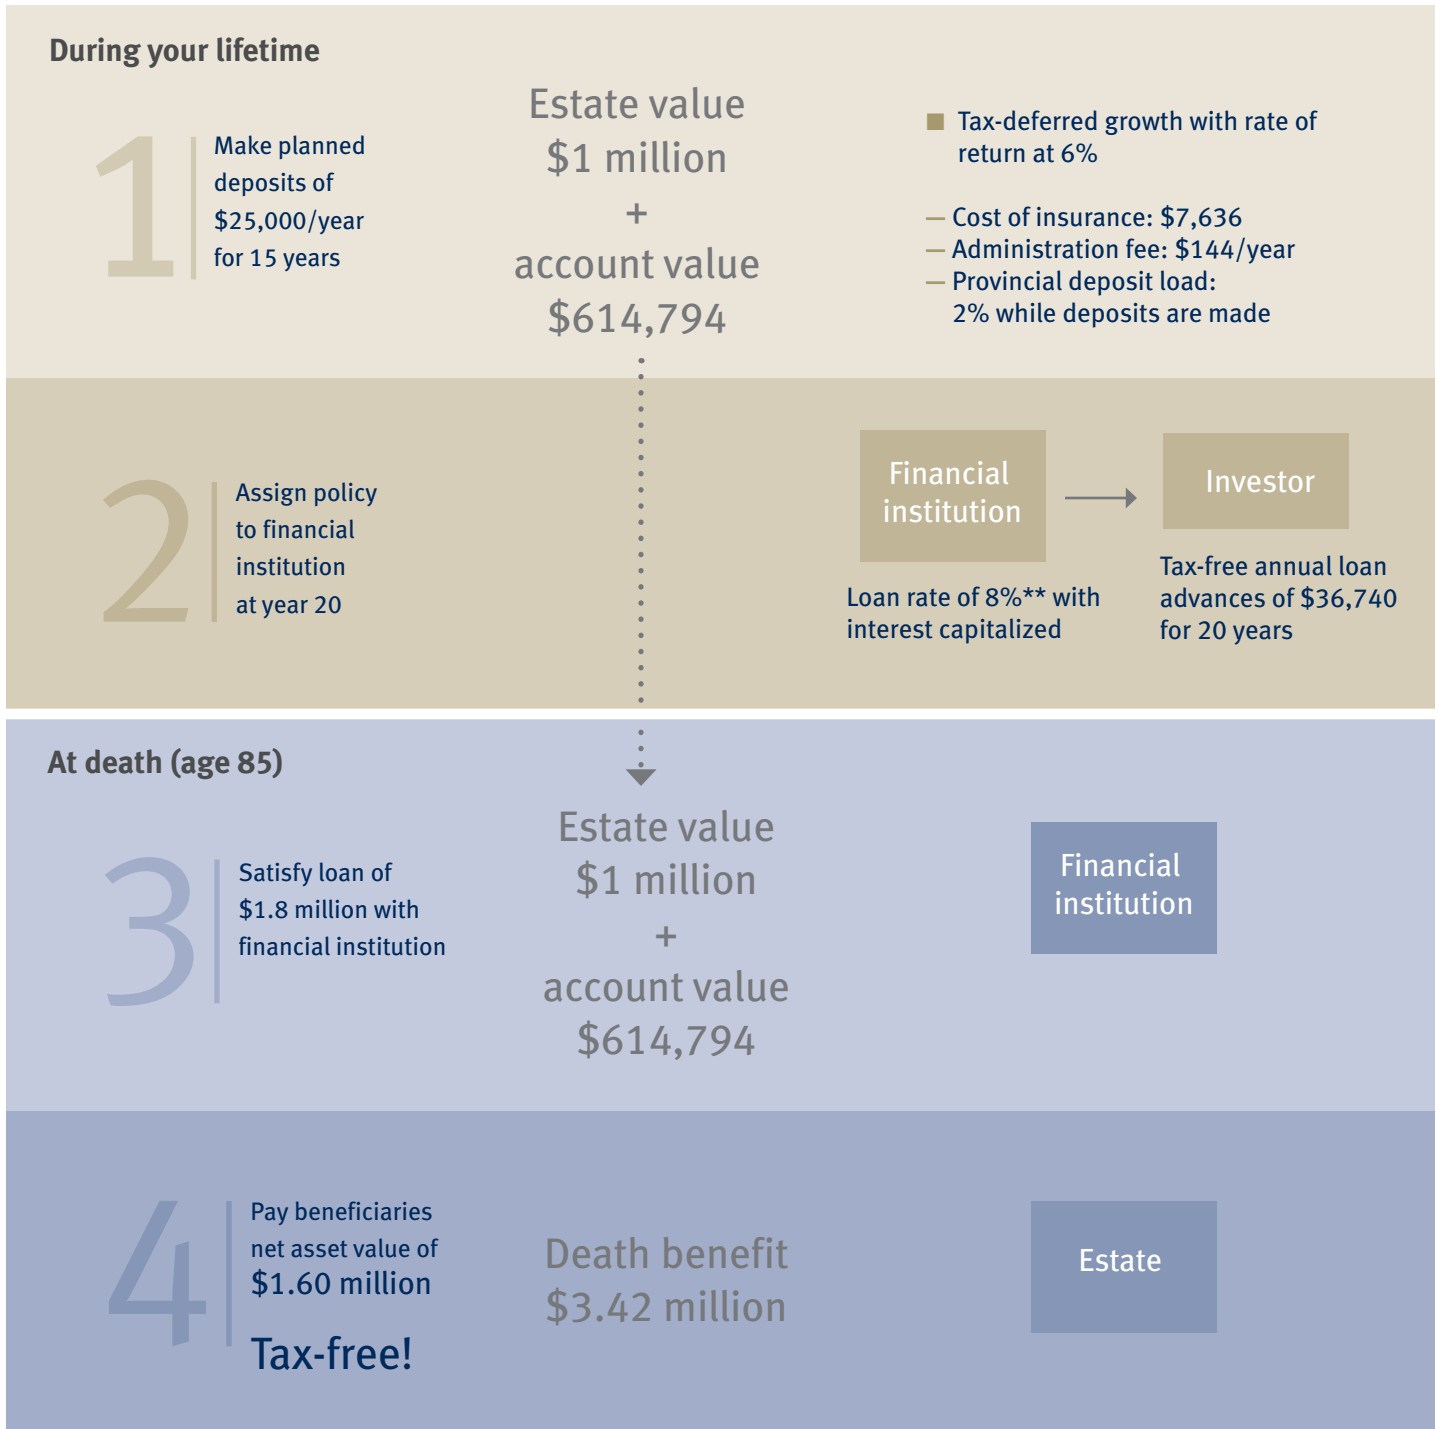 During your lifetime
1
Make planned
deposits of
$25,000/year
for 15 years
Estate value
$1 million
+
account value
$614,794
■ Tax-deferred growth with rate of
return at 6%
— Cost of insurance: $7,636
— Administration fee: $144/year
— Provincial deposit load:
2% while deposits are made
2
Assign policy
to financial
institution
at year 20
Financial
institution
Loan rate of 8%** with
interest capitalized
Investor
Tax-free annual loan
advances of $36,740
for 20 years
At death (age 85)
3
Satisfy loan of
$1.8 million with
financial institution
Estate value
$1 million
+
account value
$614,794
Financial
institution
4
Pay beneficiaries
net asset value of
$1.60 million
Tax-free!
Death benefit
$3.42 million
Estate